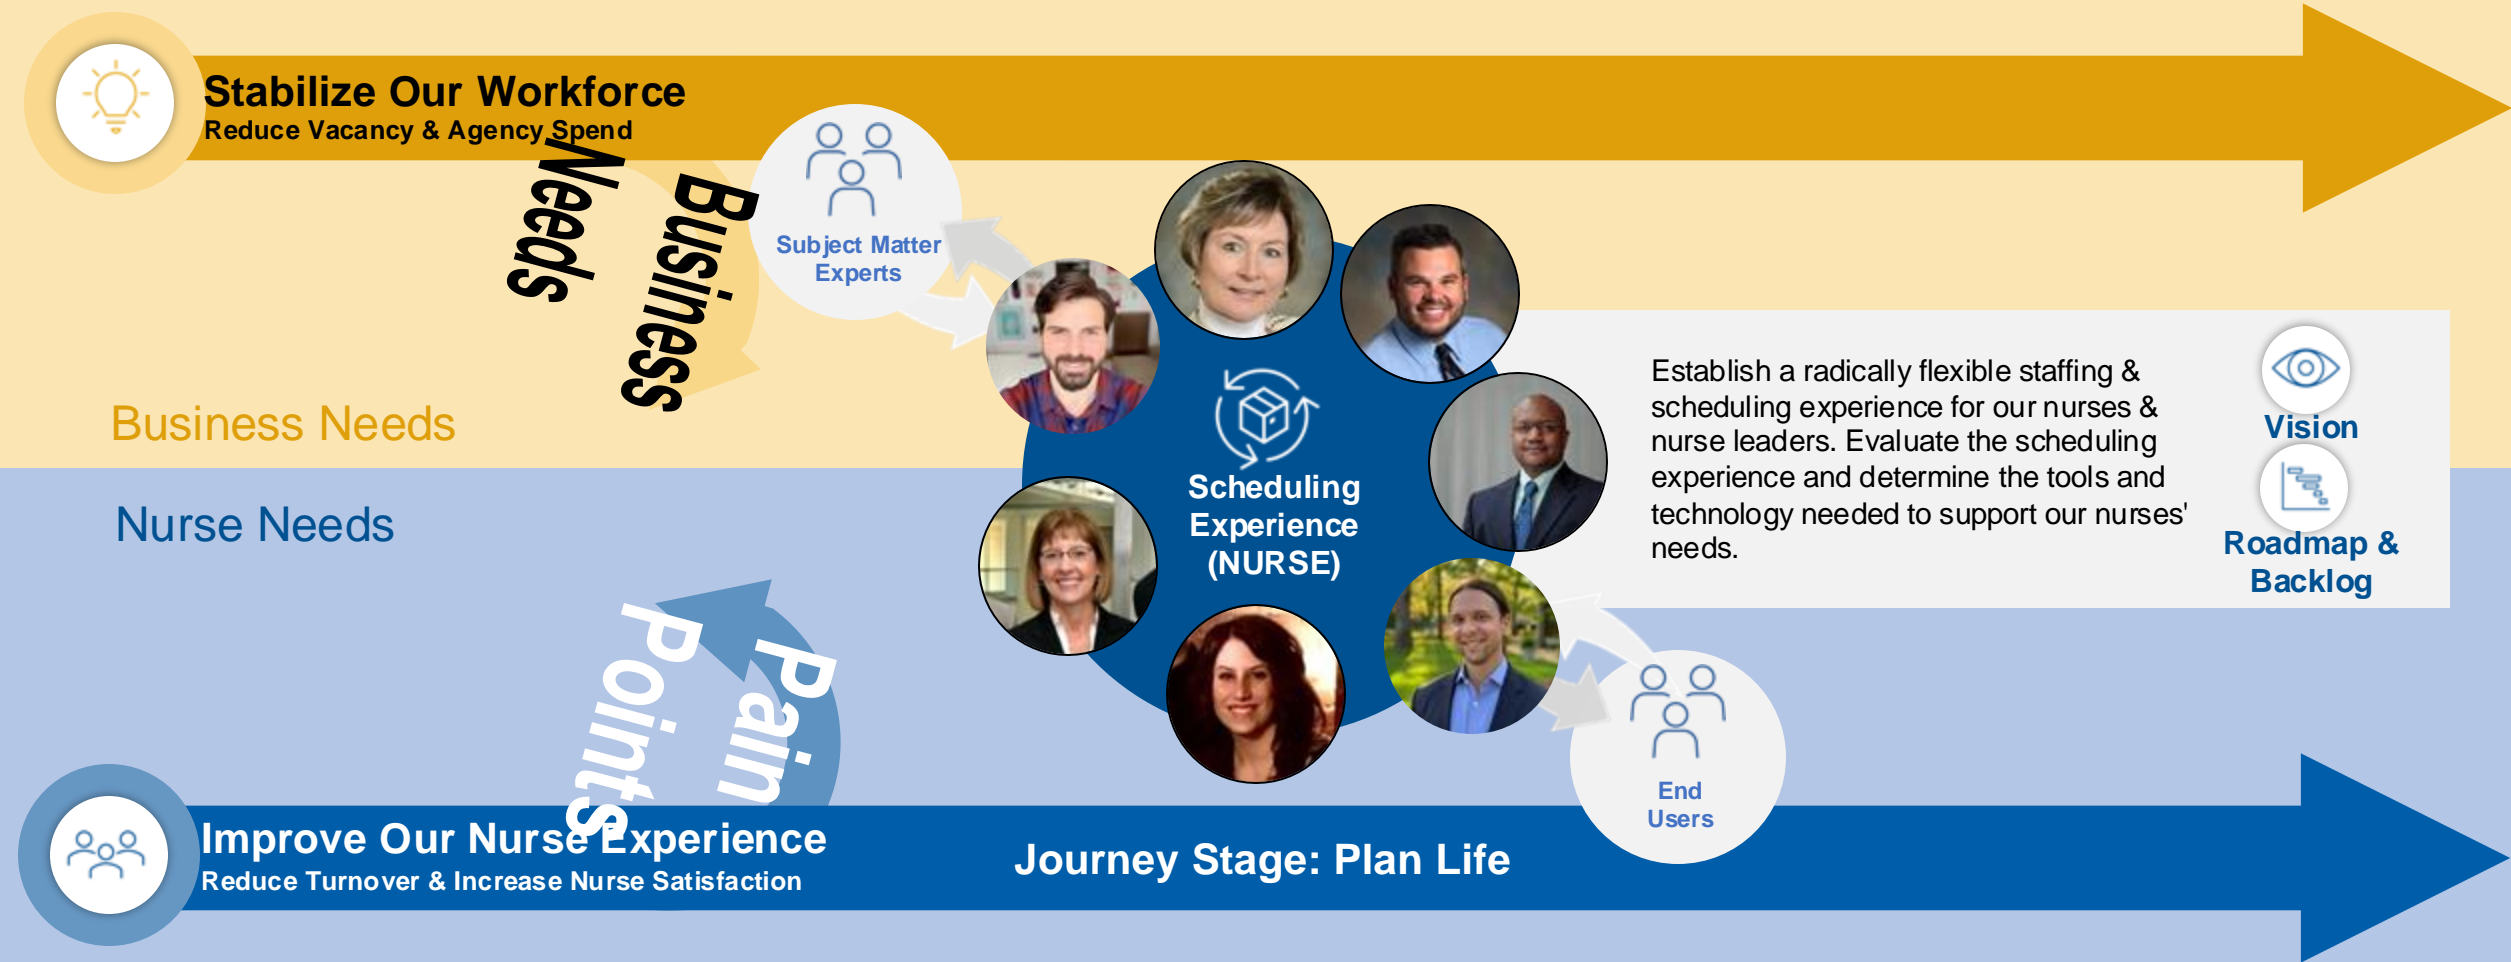 Stabilize Our Workforce
Reduce Vacancy & Agency Spend
Business
Needs
Subject Matter
Experts
Business Needs
Nurse Needs
Scheduling
Experience
(NURSE)
Establish a radically flexible staffing &
scheduling experience for our nurses &
nurse leaders. Evaluate the scheduling
experience and determine the tools and
technology needed to support our nurses'
needs.
Vision
Roadmap &
Backlog
Pain
Points
End
Users
Improve Our Nurse Experience
Reduce Turnover & Increase Nurse Satisfaction
Journey Stage: Plan Life